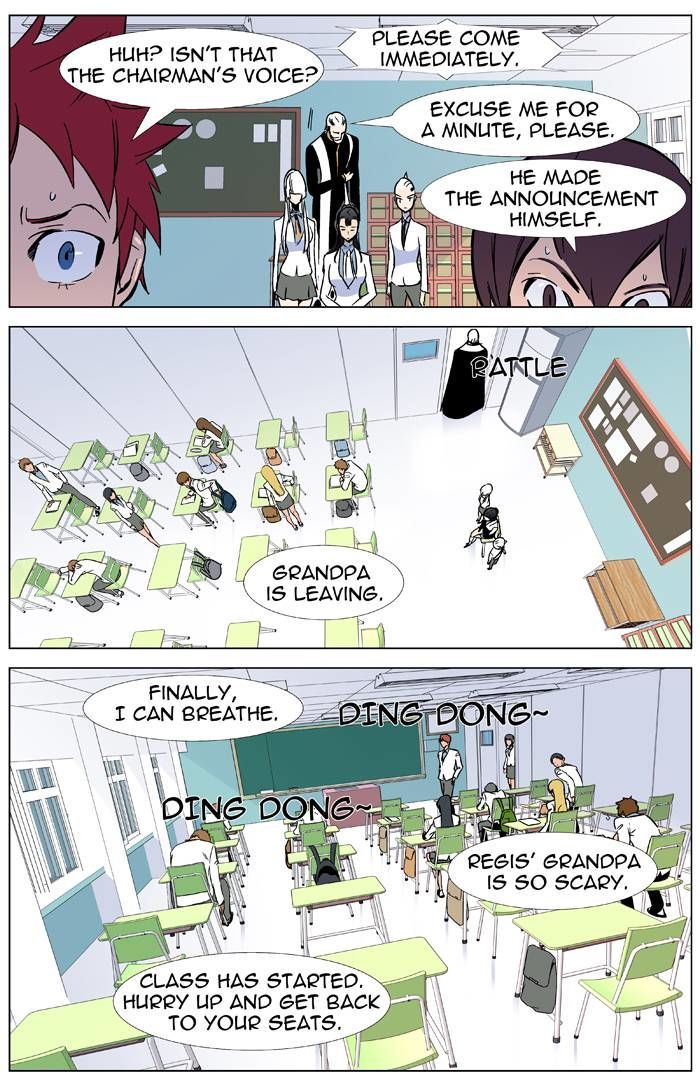 HUH? ISN'T THAT
THE CHAIRMAN'S VOICE?
PLEASE COME
IMMEDIATELY.
EXCUSE ME FOR
A MINUTE, PLEASE.
HE MADE
THE ANNOUNCEMENT
HIMSELF.
RATTLE
GRANDPA
IS LEAVING.
FINALLY,
I CAN BREATHE.
DING DONG~
DING DONG~
REGIS' GRANDPA
IS SO SCARY.
CLASS HAS STARTED.
HURRY UP AND GET BACK
TO YOUR SEATS.